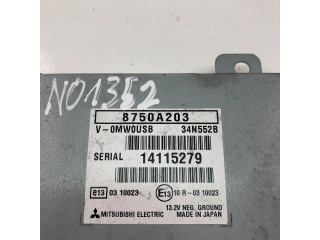 NO1352
8750A203
V-0MW0USB 34N552B
SERIAL 14115279
e13 03 10023 E13 10 R-03 10023
13.2V NEG. GROUND
MITSUBISHI ELECTRIC MADE IN JAPAN